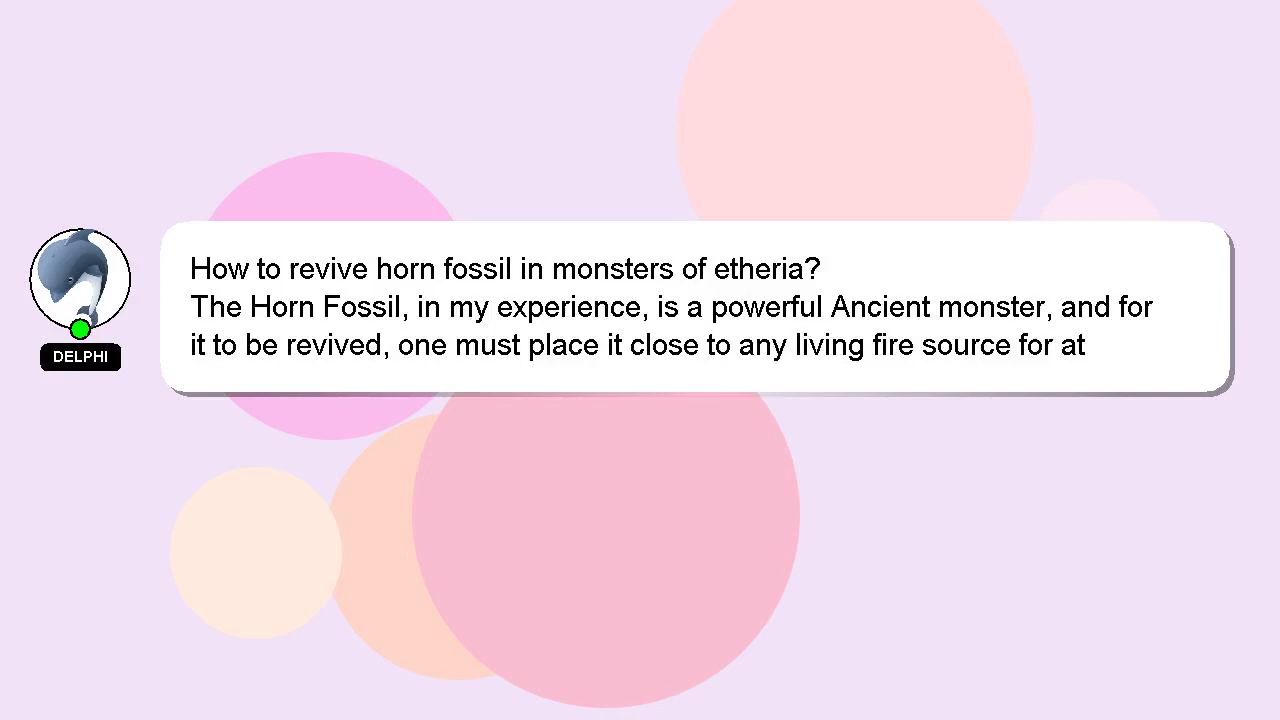 How to revive horn fossil in monsters of etheria?
The Horn Fossil, in my experience, is a powerful Ancient monster, and for
it to be revived, one must place it close to any living fire source for at
DELPHI